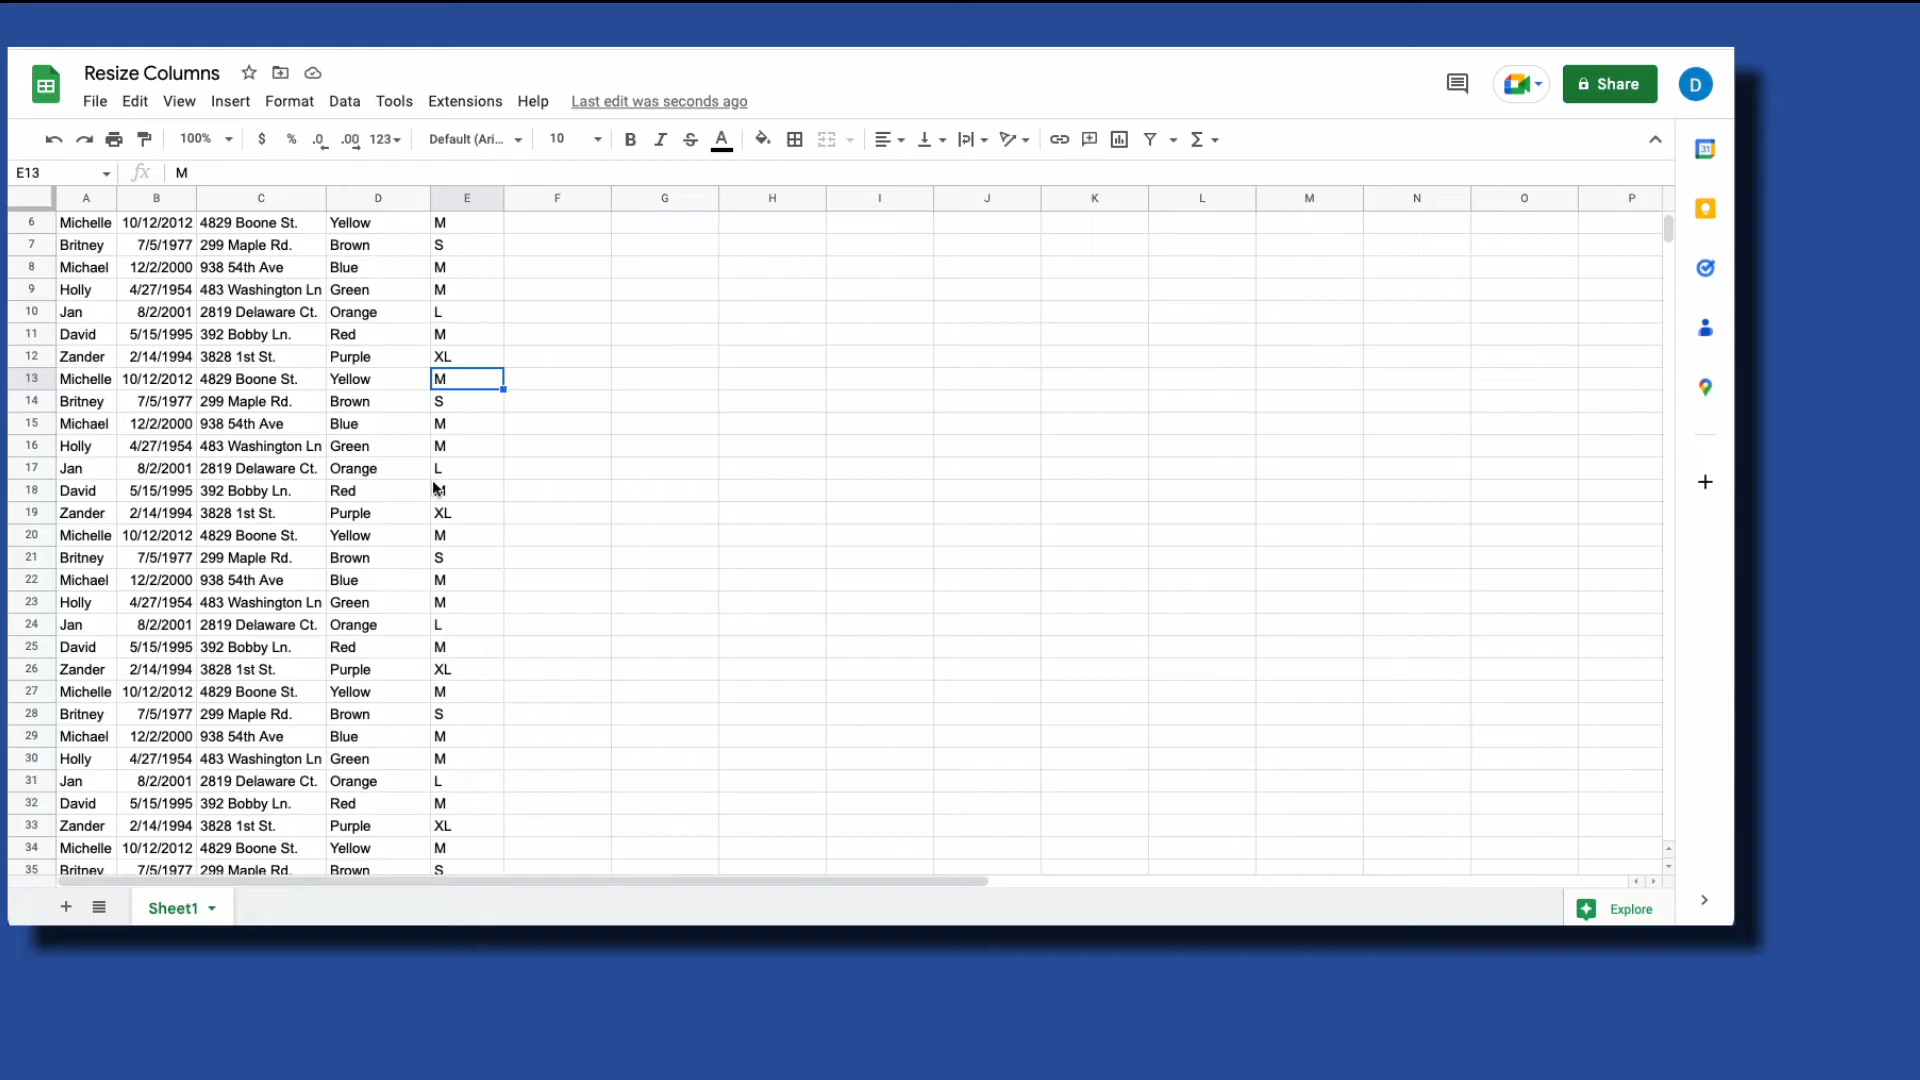 Resize Columns
File Edit View Insert Format Data Tools Extensions Help Last edit was seconds ago
Share
D
100% $ % .0 .00 123 Default (Ari... 10 B I S A Σ
31
E13 fx M
A B C D E F G H I J K L M N O P
6 Michelle 10/12/2012 4829 Boone St. Yellow M
7 Britney 7/5/1977 299 Maple Rd. Brown S
8 Michael 12/2/2000 938 54th Ave Blue M
9 Holly 4/27/1954 483 Washington Ln Green M
10 Jan 8/2/2001 2819 Delaware Ct. Orange L
11 David 5/15/1995 392 Bobby Ln. Red M
12 Zander 2/14/1994 3828 1st St. Purple XL
13 Michelle 10/12/2012 4829 Boone St. Yellow M
14 Britney 7/5/1977 299 Maple Rd. Brown S
15 Michael 12/2/2000 938 54th Ave Blue M
16 Holly 4/27/1954 483 Washington Ln Green M
17 Jan 8/2/2001 2819 Delaware Ct. Orange L
18 David 5/15/1995 392 Bobby Ln. Red
19 Zander 2/14/1994 3828 1st St. Purple XL
20 Michelle 10/12/2012 4829 Boone St. Yellow M
21 Britney 7/5/1977 299 Maple Rd. Brown S
22 Michael 12/2/2000 938 54th Ave Blue M
23 Holly 4/27/1954 483 Washington Ln Green M
24 Jan 8/2/2001 2819 Delaware Ct. Orange L
25 David 5/15/1995 392 Bobby Ln. Red M
26 Zander 2/14/1994 3828 1st St. Purple XL
27 Michelle 10/12/2012 4829 Boone St. Yellow M
28 Britney 7/5/1977 299 Maple Rd. Brown S
29 Michael 12/2/2000 938 54th Ave Blue M
30 Holly 4/27/1954 483 Washington Ln Green M
31 Jan 8/2/2001 2819 Delaware Ct. Orange L
32 David 5/15/1995 392 Bobby Ln. Red M
33 Zander 2/14/1994 3828 1st St. Purple XL
34 Michelle 10/12/2012 4829 Boone St. Yellow M
35 Britney 7/5/1977 299 Maple Rd. Brown S
Sheet1
Explore